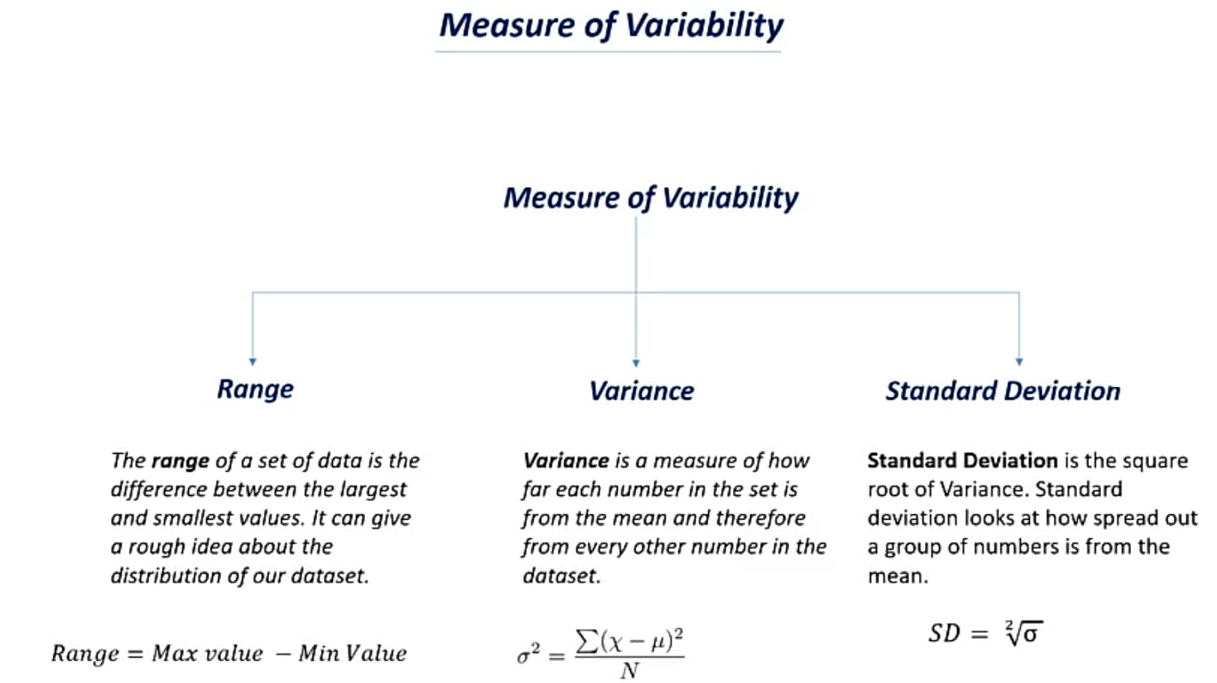 Measure of Variability
Measure of Variability
Range
The range of a set of data is the
difference between the largest
and smallest values. It can give
a rough idea about the
distribution of our dataset.
Range = Max value − Min Value
Variance
Variance is a measure of how
far each number in the set is
from the mean and therefore
from every other number in the
dataset.
σ² = ∑(χ − μ)² / N
Standard Deviation
Standard Deviation is the square
root of Variance. Standard
deviation looks at how spread out
a group of numbers is from the
mean.
SD = ²√σ